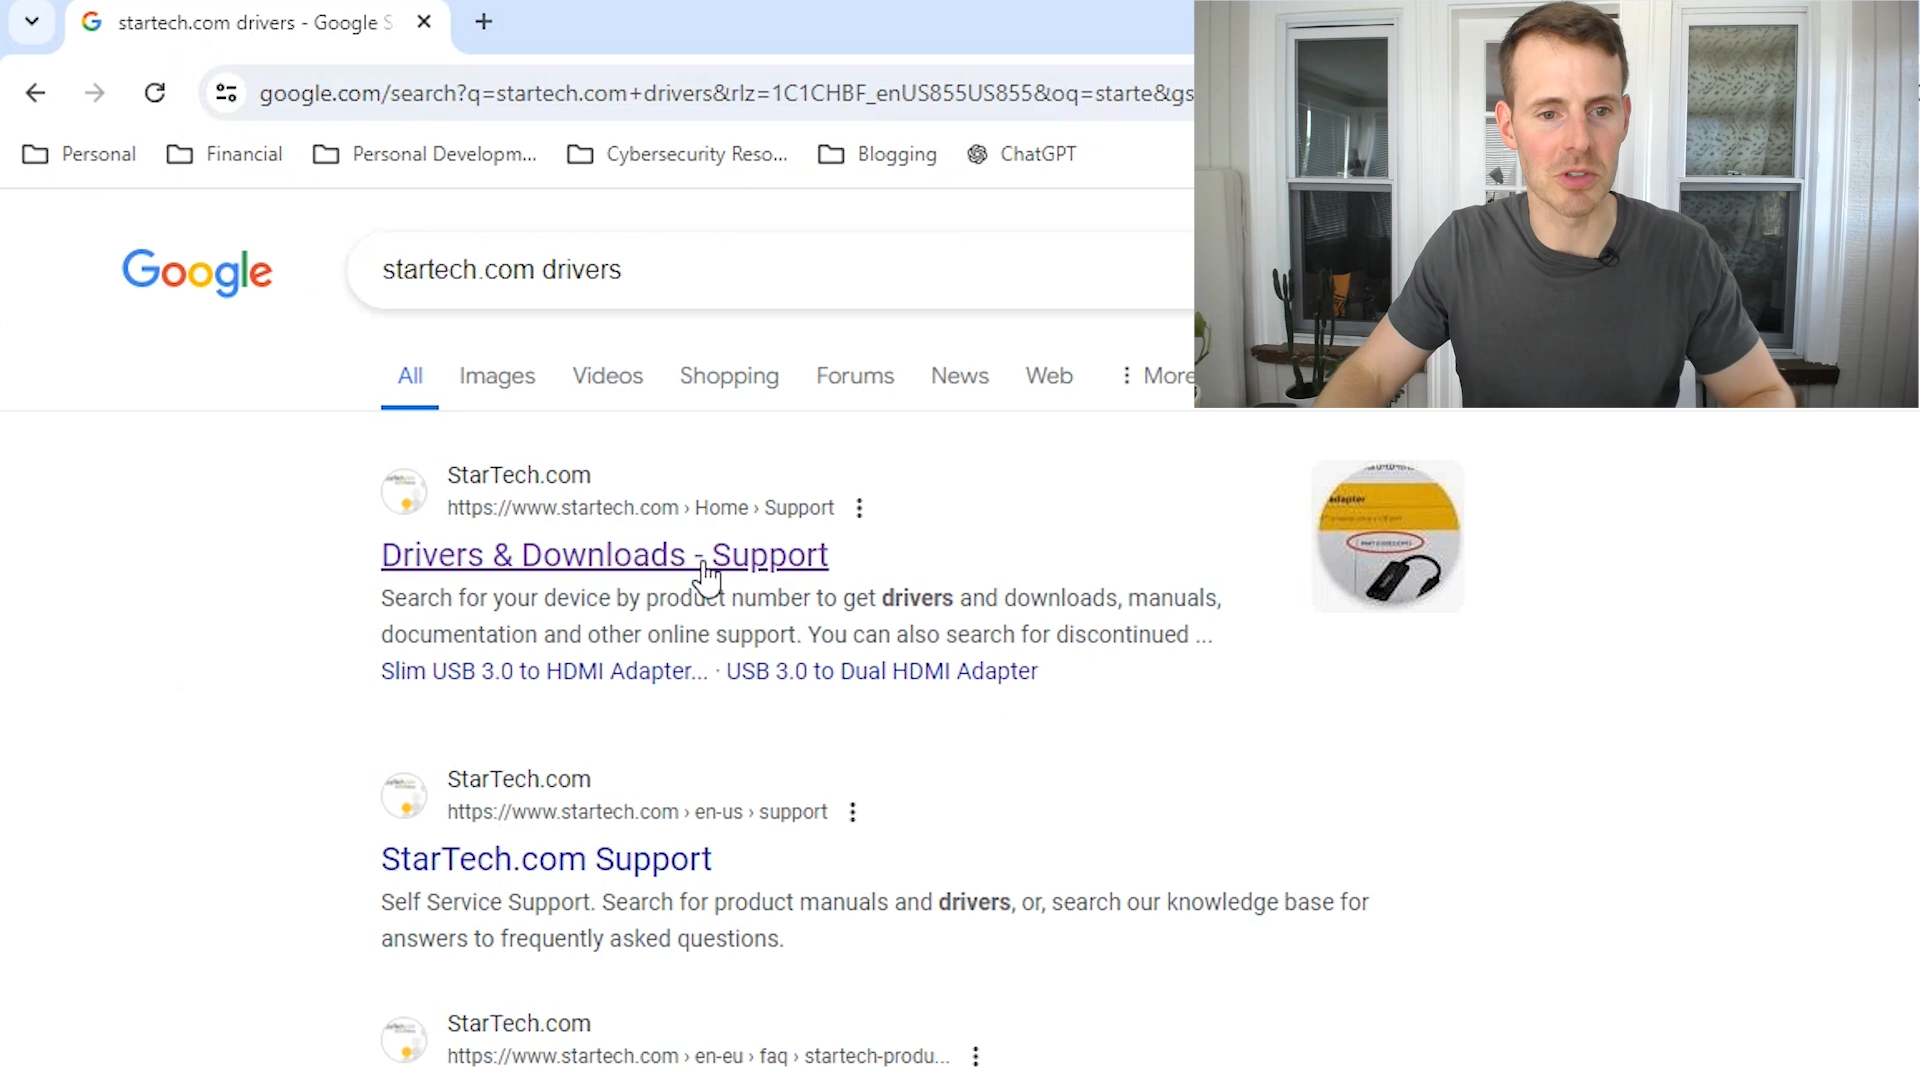 startech.com drivers - Google S
google.com/search?q=startech.com+drivers&rlz=1C1CHBF_enUS855US855&oq=starte&gs
Personal
Financial
Personal Developm...
Cybersecurity Reso...
Blogging
ChatGPT
Google
startech.com drivers
All
Images
Videos
Shopping
Forums
News
Web
More
StarTech.com
https://www.startech.com › Home › Support
Drivers & Downloads - Support
Search for your device by product number to get drivers and downloads, manuals,
documentation and other online support. You can also search for discontinued ...
Slim USB 3.0 to HDMI Adapter... · USB 3.0 to Dual HDMI Adapter
adapter
StarTech.com
https://www.startech.com › en-us › support
StarTech.com Support
Self Service Support. Search for product manuals and drivers, or, search our knowledge base for
answers to frequently asked questions.
StarTech.com
https://www.startech.com › en-eu › faq › startech-produ...